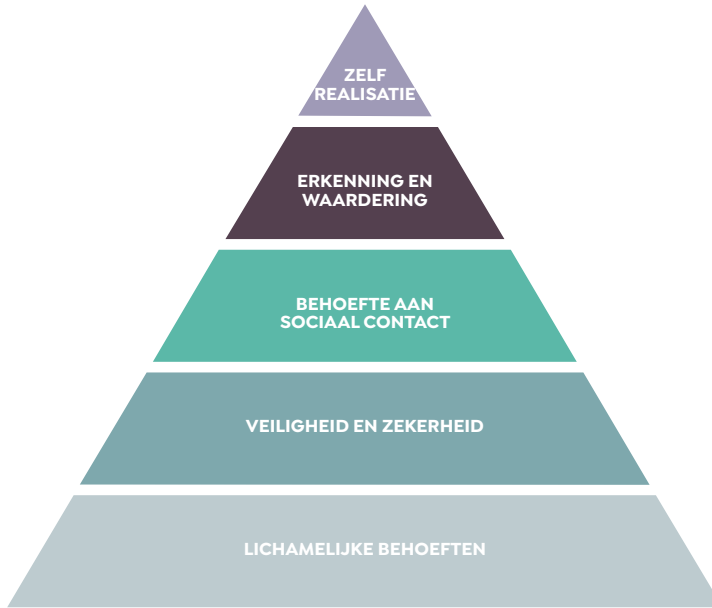 ZELF
REALISATIE
ERKENNING EN
WAARDERING
BEHOEFTE AAN
SOCIAAL CONTACT
VEILIGHEID EN ZEKERHEID
LICHAMELIJKE BEHOEFTEN